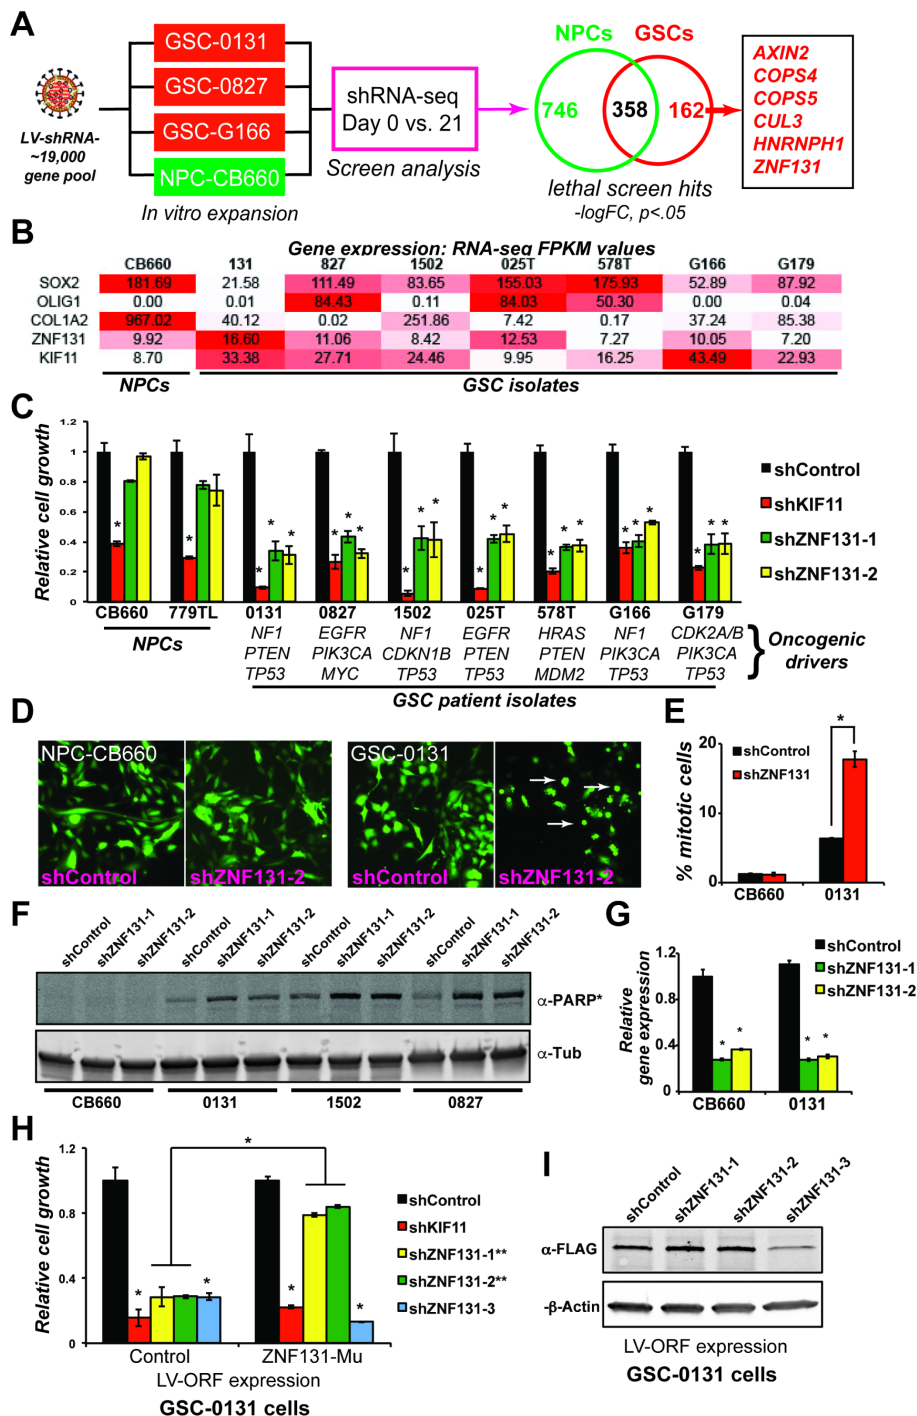 A
LV-shRNA-
~19,000
gene pool
GSC-0131
GSC-0827
GSC-G166
NPC-CB660
In vitro expansion
shRNA-seq
Day 0 vs. 21
Screen analysis
NPCs GSCs
746 358 162
lethal screen hits
-logFC, p<.05
AXIN2
COPS4
COPS5
CUL3
HNRNPH1
ZNF131
B
Gene expression: RNA-seq FPKM values
CB660 131 827 1502 025T 578T G166 G179
SOX2 181.69 21.58 111.49 83.65 155.03 175.93 52.89 87.92
OLIG1 0.00 0.01 84.43 0.11 84.03 50.30 0.00 0.04
COL1A2 967.02 40.12 0.02 251.86 7.42 0.17 37.24 85.38
ZNF131 9.92 16.60 11.06 8.42 12.53 7.27 10.05 7.20
KIF11 8.70 33.38 27.71 24.46 9.95 16.25 43.49 22.93
NPCs GSC isolates
C
Relative cell growth
1.2
1
0.8
0.6
0.4
0.2
0
* * * * * * * * * * * * * * * * * * * * * * *
shControl
shKIF11
shZNF131-1
shZNF131-2
CB660 779TL 0131 0827 1502 025T 578T G166 G179
NPCs
NF1 EGFR NF1 EGFR HRAS NF1 CDK2A/B
PTEN PIK3CA CDKN1B PTEN PTEN PIK3CA PIK3CA
TP53 MYC TP53 TP53 MDM2 TP53 TP53
} Oncogenic
drivers
GSC patient isolates
D
NPC-CB660 GSC-0131
shControl shZNF131-2 shControl shZNF131-2
E
% mitotic cells
20
10
0
shControl
shZNF131
*
CB660 0131
F
shControl shZNF131-1 shZNF131-2 shControl shZNF131-1 shZNF131-2 shControl shZNF131-1 shZNF131-2 shControl shZNF131-1 shZNF131-2
α-PARP*
α-Tub
CB660 0131 1502 0827
G
Relative
gene expression
1.2
0.8
0.4
0
* * * *
shControl
shZNF131-1
shZNF131-2
CB660 0131
H
Relative cell growth
1.2
0.8
0.4
0
*
* * * *
shControl
shKIF11
shZNF131-1**
shZNF131-2**
shZNF131-3
Control ZNF131-Mu
LV-ORF expression
GSC-0131 cells
I
shControl shZNF131-1 shZNF131-2 shZNF131-3
α-FLAG
-β-Actin
LV-ORF expression
GSC-0131 cells